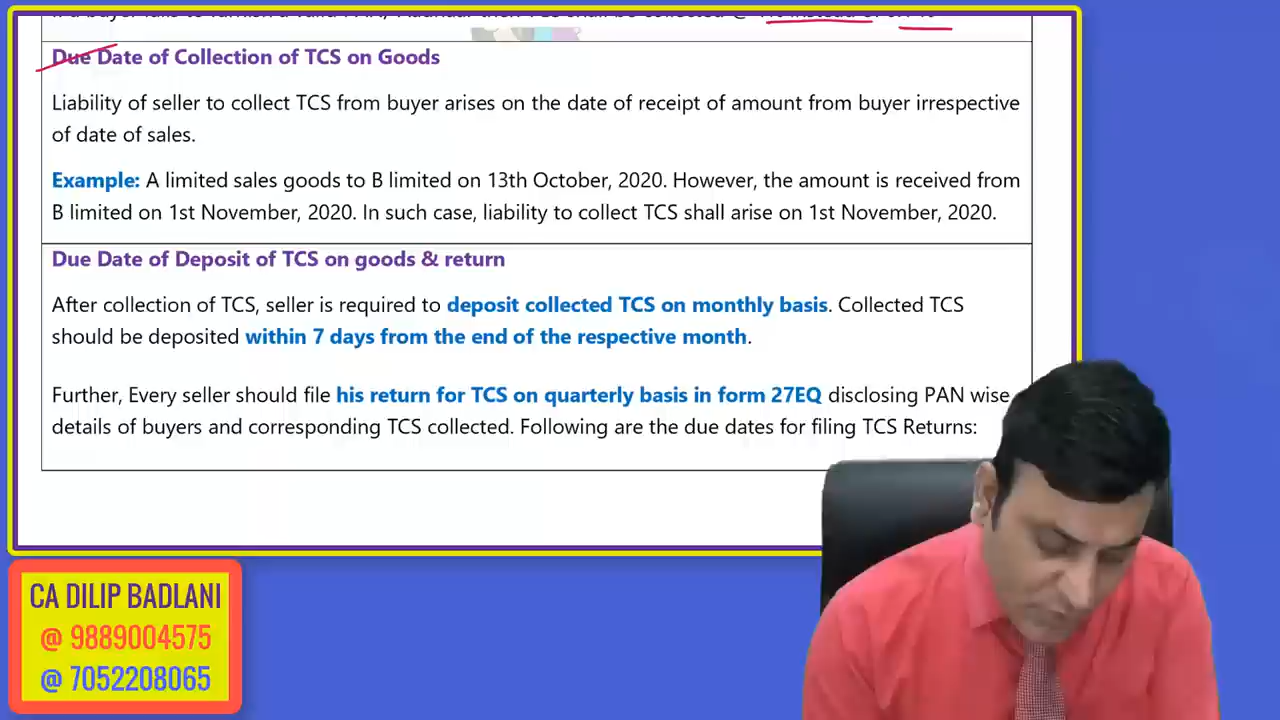 Due Date of Collection of TCS on Goods
Liability of seller to collect TCS from buyer arises on the date of receipt of amount from buyer irrespective
of date of sales.
Example: A limited sales goods to B limited on 13th October, 2020. However, the amount is received from
B limited on 1st November, 2020. In such case, liability to collect TCS shall arise on 1st November, 2020.
Due Date of Deposit of TCS on goods & return
After collection of TCS, seller is required to deposit collected TCS on monthly basis. Collected TCS
should be deposited within 7 days from the end of the respective month.
Further, Every seller should file his return for TCS on quarterly basis in form 27EQ disclosing PAN wise
details of buyers and corresponding TCS collected. Following are the due dates for filing TCS Returns:
CA DILIP BADLANI
@ 9889004575
@ 7052208065